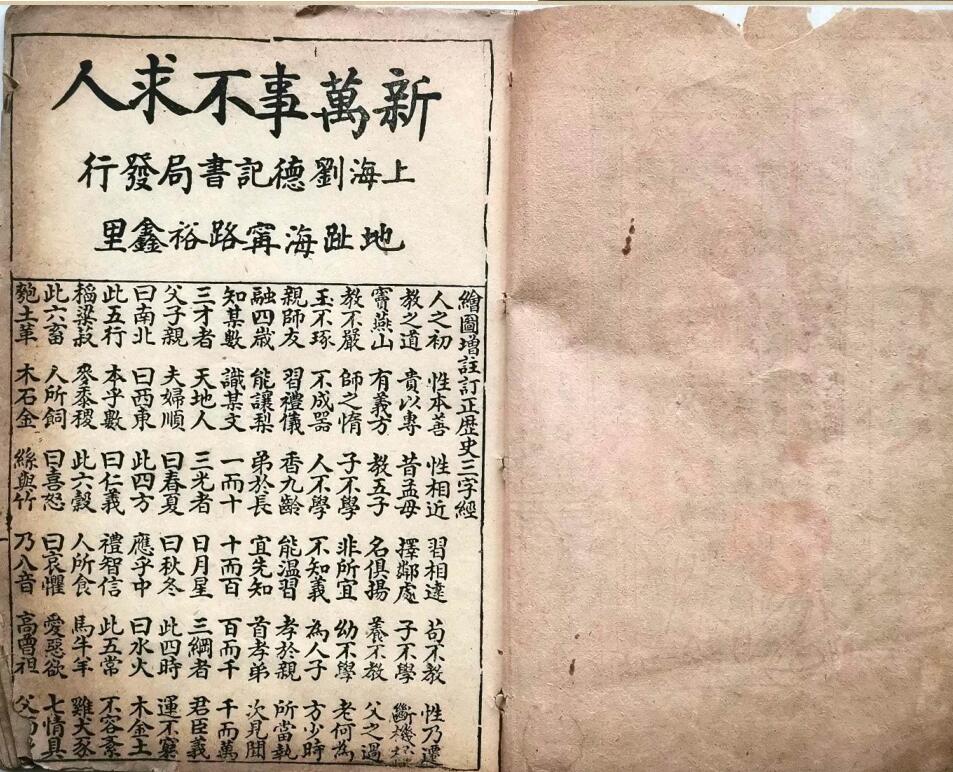 新萬事不求人
上海劉德記書局發行
地趾海甯路裕鑫里
繪圖增註訂正歷史三字經
人之初 性本善 性相近 習相遠 苟不教 性乃遷
教之道 貴以專 昔孟母 擇鄰處 子不學 斷機
竇燕山 有義方 教五子 名俱揚 養不教 父之過
教不嚴 師之惰 子不學 非所宜 幼不學 老何為
玉不琢 不成器 人不學 不知義 為人子 方少時
親師友 習禮儀 香九齡 能温習 孝於親 所當執
融四歲 能讓梨 弟於長 宜先知 首孝弟 次見聞
知某數 識某文 一而十 十而百 百而千 千而萬
三才者 天地人 三光者 日月星 三綱者 君臣義
父子親 夫婦順 曰春夏 曰秋冬 此四時 運不窮
曰南北 曰西東 此四方 應乎中 曰水火 木金土
此五行 本乎數 曰仁義 禮智信 此五常 不容紊
稻粱叔 麥黍稷 此六穀 人所食 馬牛羊 雞犬豕
此六畜 人所飼 曰喜怒 曰哀懼 愛惡欲 七情具
匏土革 木石金 絲與竹 乃八音 高曾祖 父